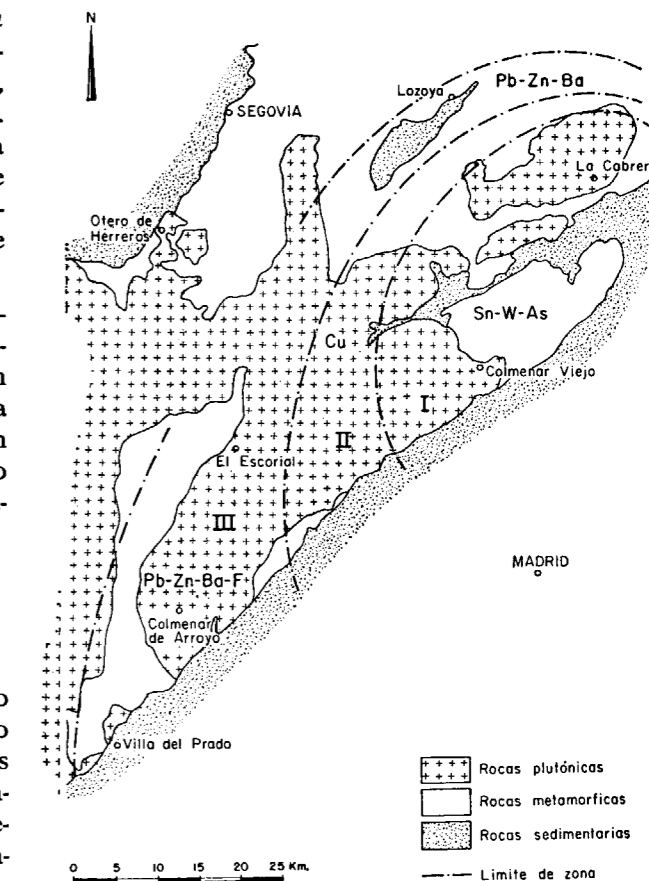 N
Pb-Zn-Ba
Lozoya
SEGOVIA
La Cabrer
Otero de
Herreros
Sn-W-As
Cu
Colmenar Viejo
I
II
El Escorial
III
MADRID
Pb-Zn-Ba-F
Colmenar
de Arroyo
Villa del Prado
Rocas plutónicas
Rocas metamorficas
Rocas sedimentarias
Limite de zona
0 5 10 15 20 25 Km.